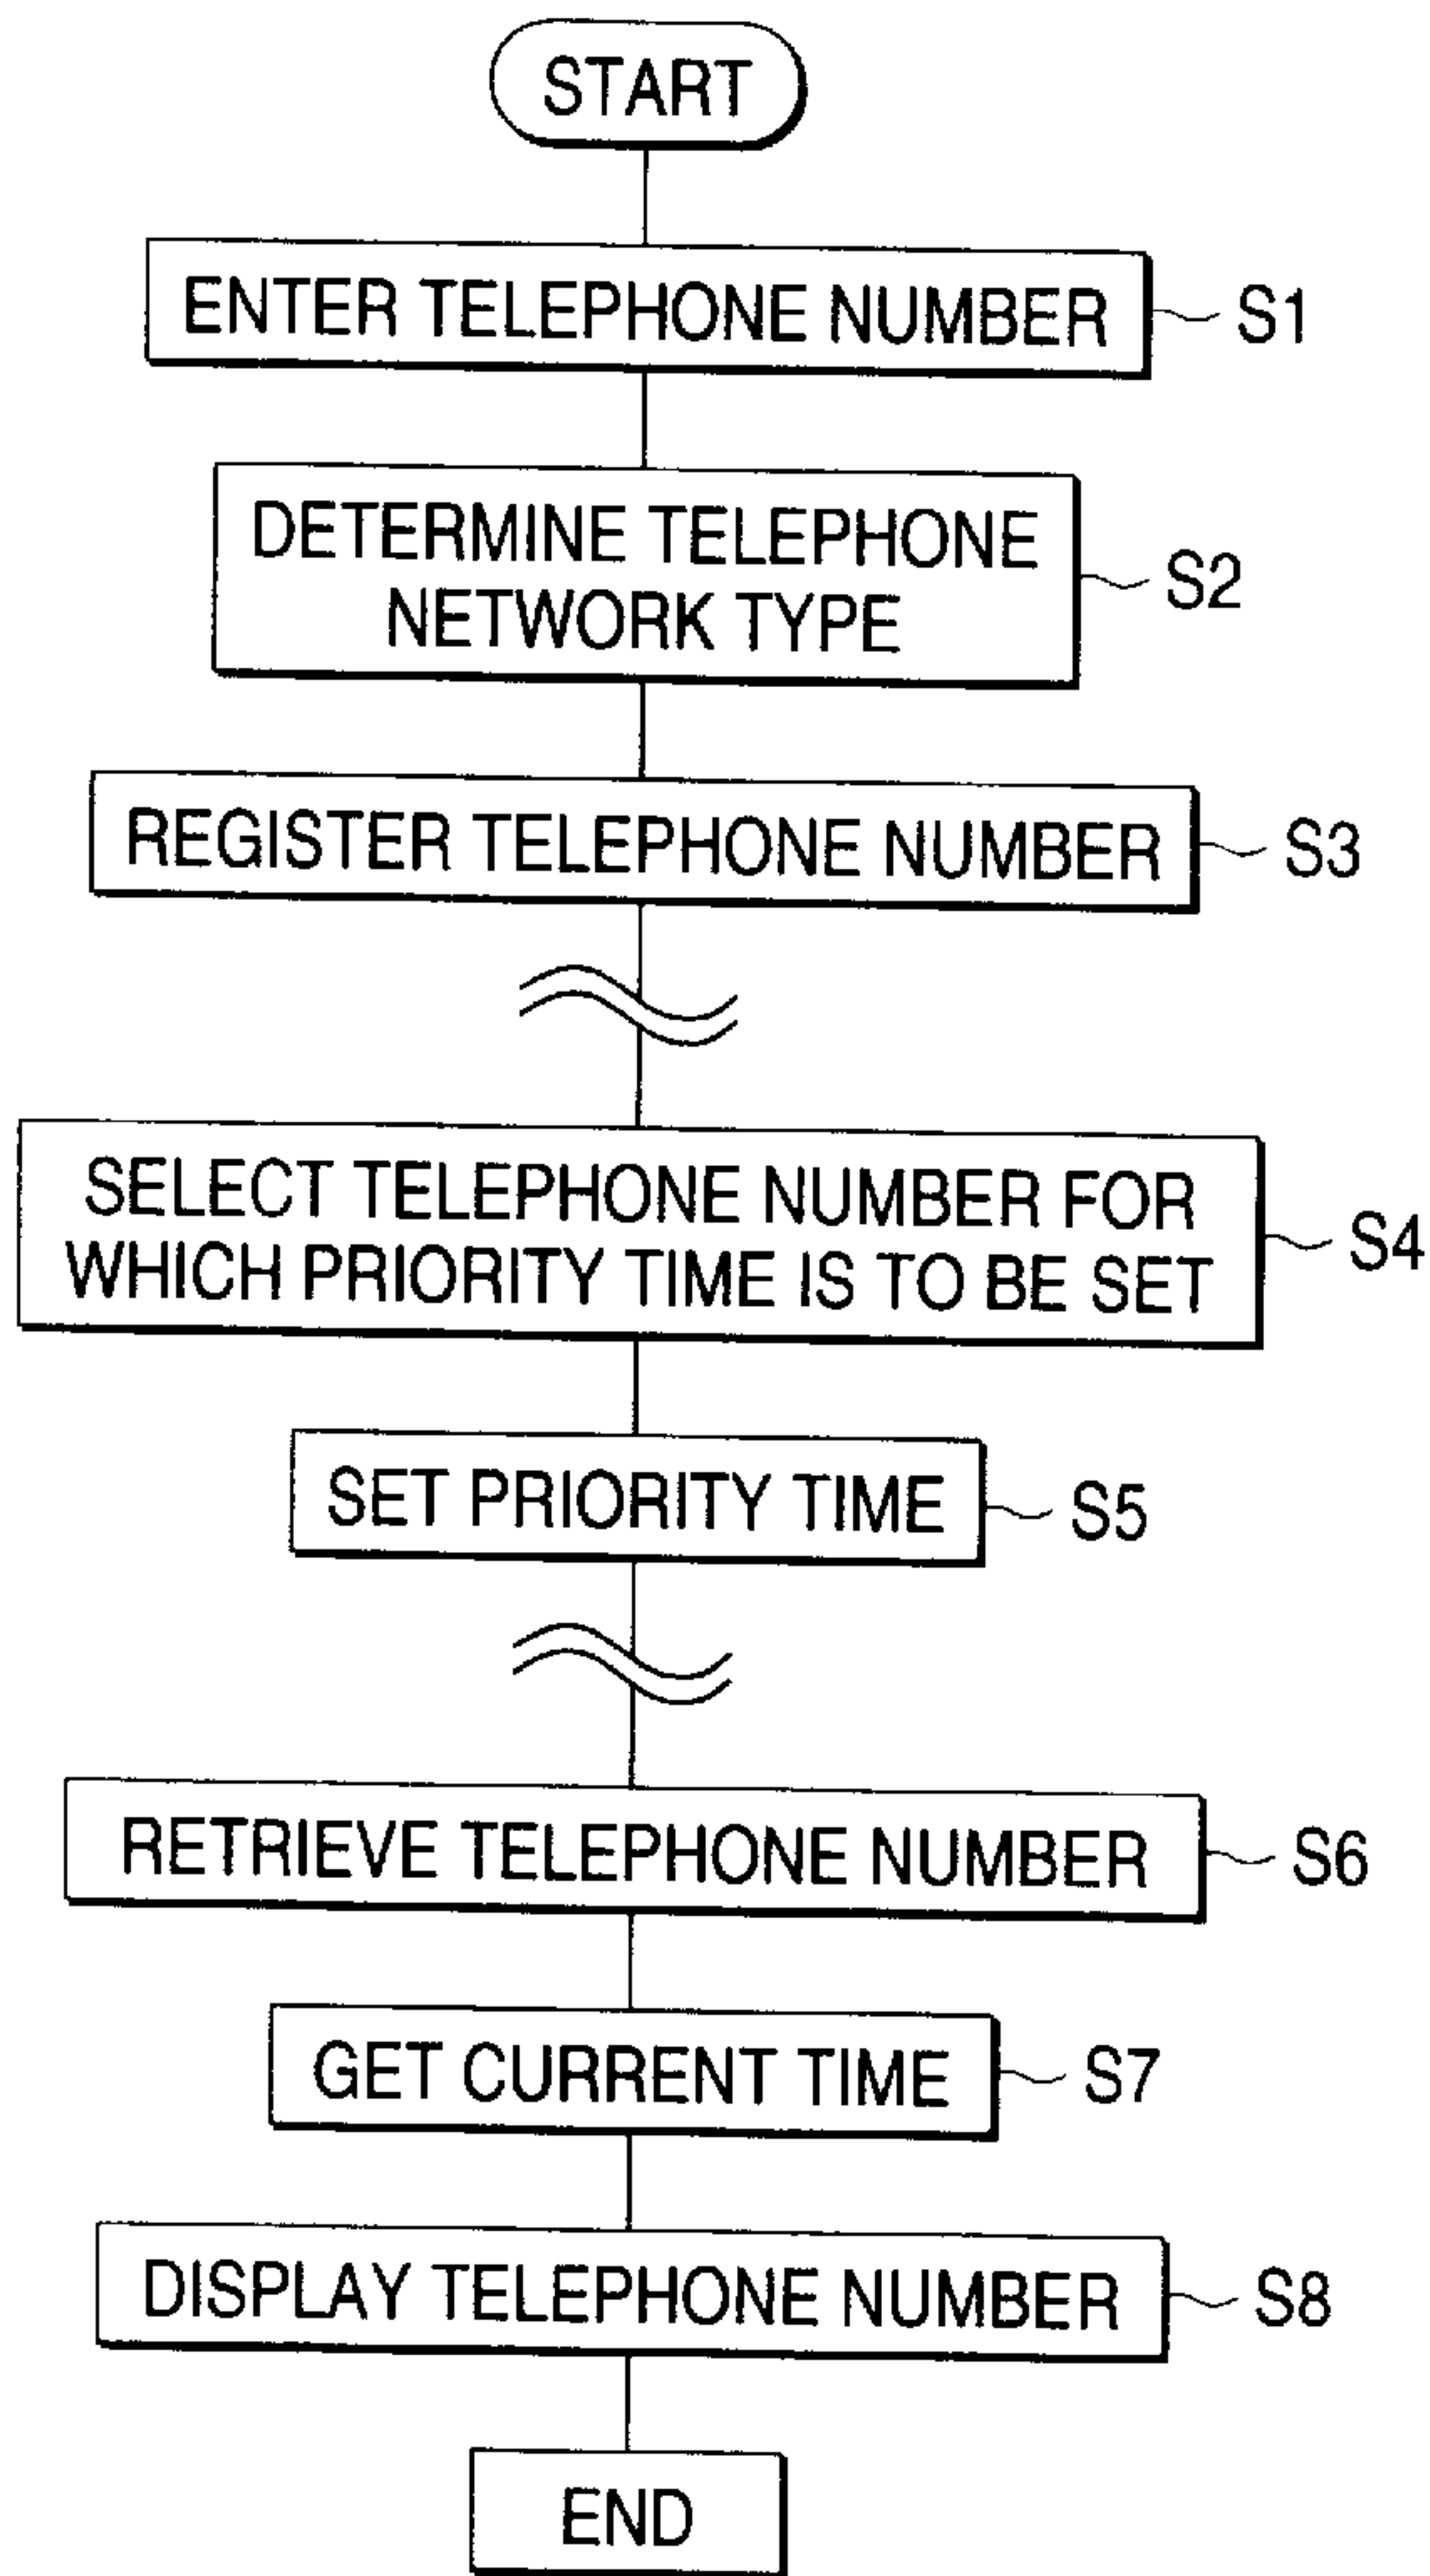 START
ENTER TELEPHONE NUMBER
S1
DETERMINE TELEPHONE
NETWORK TYPE
S2
REGISTER TELEPHONE NUMBER
S3
SELECT TELEPHONE NUMBER FOR
WHICH PRIORITY TIME IS TO BE SET
S4
SET PRIORITY TIME
S5
RETRIEVE TELEPHONE NUMBER
S6
GET CURRENT TIME
S7
DISPLAY TELEPHONE NUMBER
S8
END